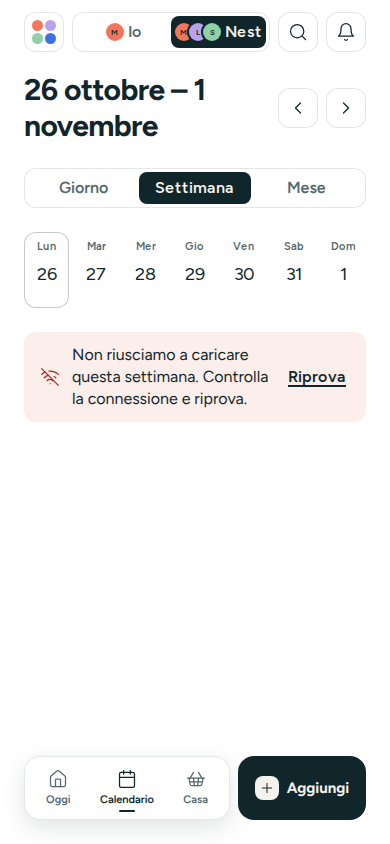 M Io M L S Nest
26 ottobre – 1
novembre
Giorno Settimana Mese
Lun Mar Mer Gio Ven Sab Dom
26 27 28 29 30 31 1
Non riusciamo a caricare
questa settimana. Controlla
la connessione e riprova.
Riprova
Oggi Calendario Casa
Aggiungi